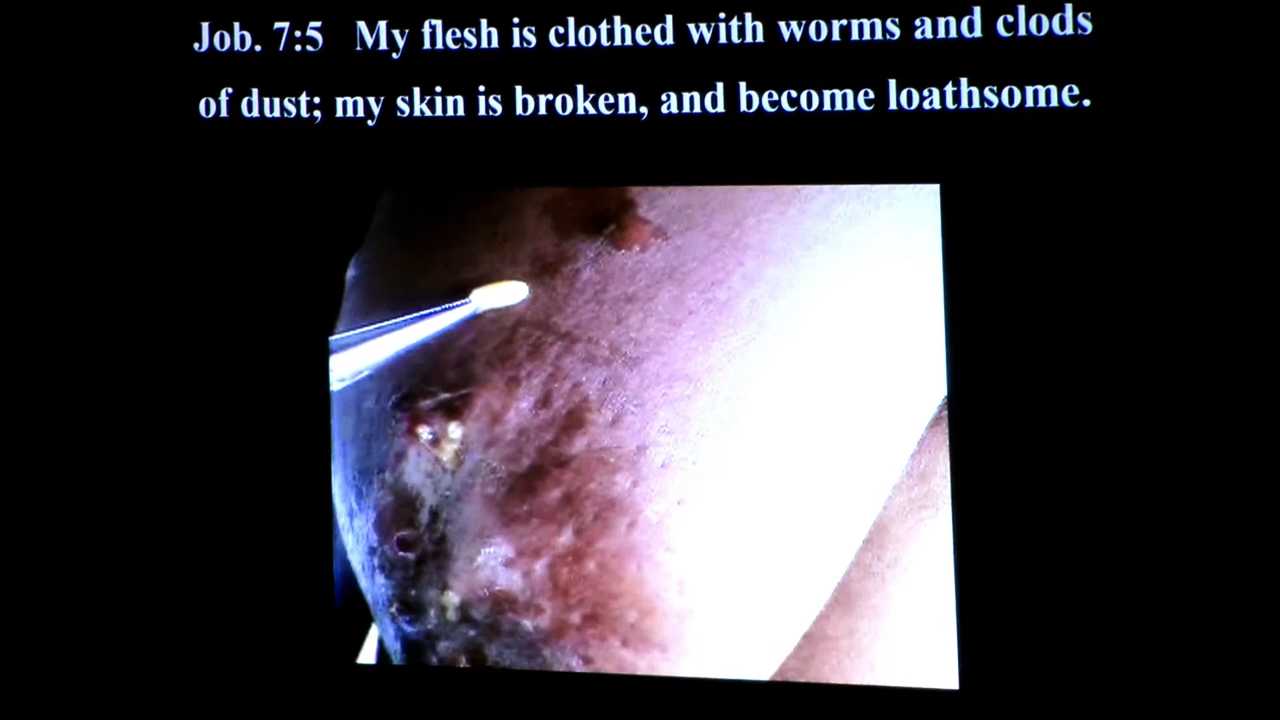 Job. 7:5 My flesh is clothed with worms and clods
of dust; my skin is broken, and become loathsome.